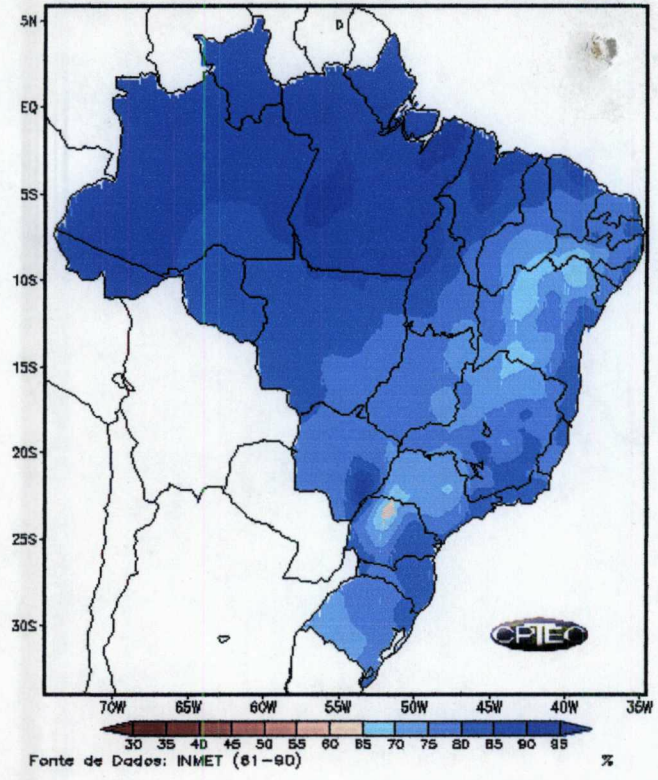 5N
EQ
5S
10S
15S
20S
25S
30S
CPTEC
70W 65W 60W 55W 50W 45W 40W 35W
30 35 40 45 50 55 60 65 70 75 80 85 90 95
Fonte de Dados: INMET (61-90) %